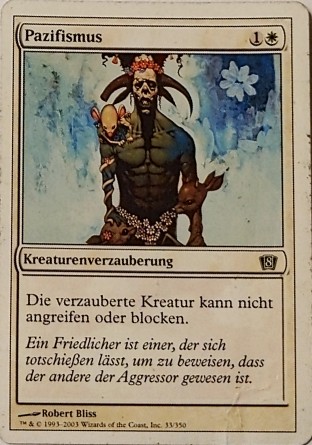 Pazifismus 1
Kreaturenverzauberung 8
Die verzauberte Kreatur kann nicht
angreifen oder blocken.
Ein Friedlicher ist einer, der sich
totschießen lässt, um zu beweisen, dass
der andere der Aggressor gewesen ist.
Robert Bliss
™ & © 1993–2003 Wizards of the Coast, Inc. 33/350